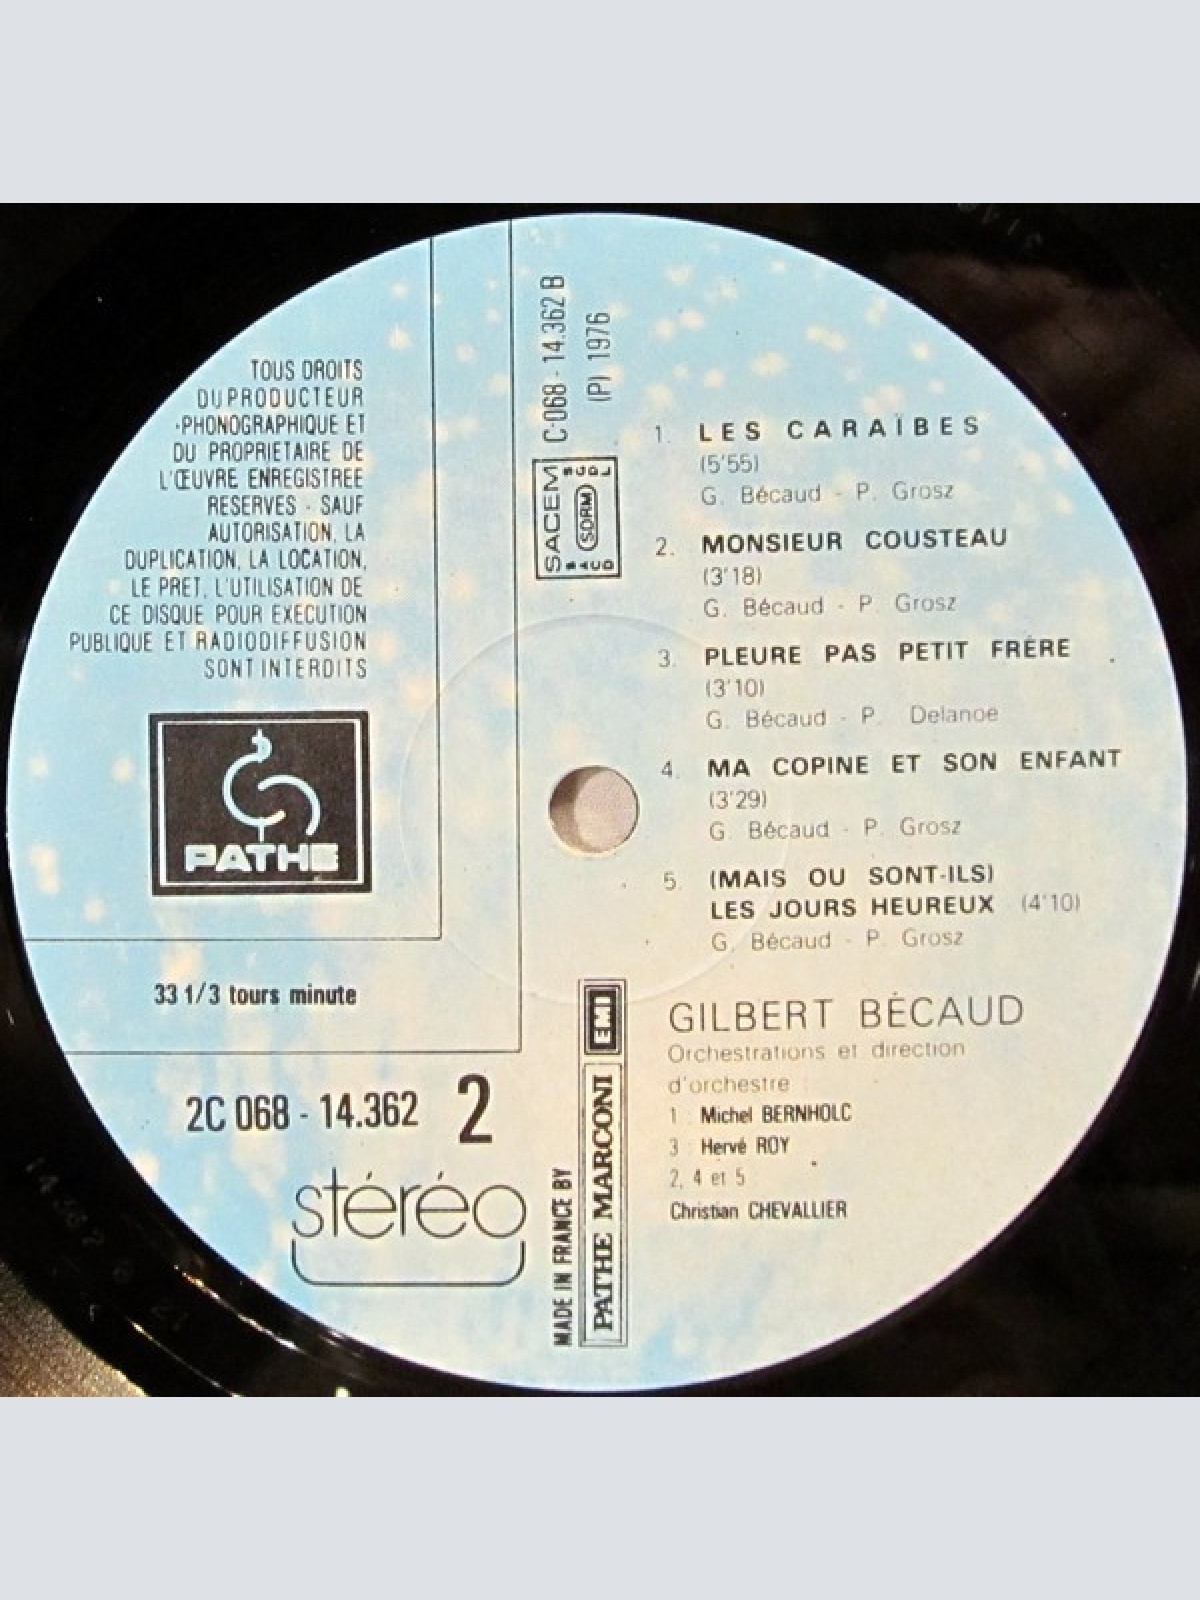 TOUS DROITS
DU PRODUCTEUR
PHONOGRAPHIQUE ET
DU PROPRIETAIRE DE
L'ŒUVRE ENREGISTREE
RESERVES - SAUF
AUTORISATION, LA
DUPLICATION, LA LOCATION,
LE PRET, L'UTILISATION DE
CE DISQUE POUR EXECUTION
PUBLIQUE ET RADIODIFFUSION
SONT INTERDITS
PATHE
33 1/3 tours minute
2C 068 - 14.362 2
stéréo
C 068 - 14.362 B
(P) 1976
SACEM
SDRM
1. LES CARAÏBES
(5'55)
G. Bécaud - P. Grosz
2. MONSIEUR COUSTEAU
(3'18)
G. Bécaud - P. Grosz
3. PLEURE PAS PETIT FRÈRE
(3'10)
G. Bécaud - P. Delanoe
4. MA COPINE ET SON ENFANT
(3'29)
G. Bécaud - P. Grosz
5. (MAIS OU SONT-ILS)
LES JOURS HEUREUX (4'10)
G. Bécaud - P. Grosz
GILBERT BÉCAUD
Orchestrations et direction
d'orchestre :
1 : Michel BERNHOLC
3 : Hervé ROY
2, 4 et 5 :
Christian CHEVALLIER
MADE IN FRANCE BY
PATHE MARCONI EMI